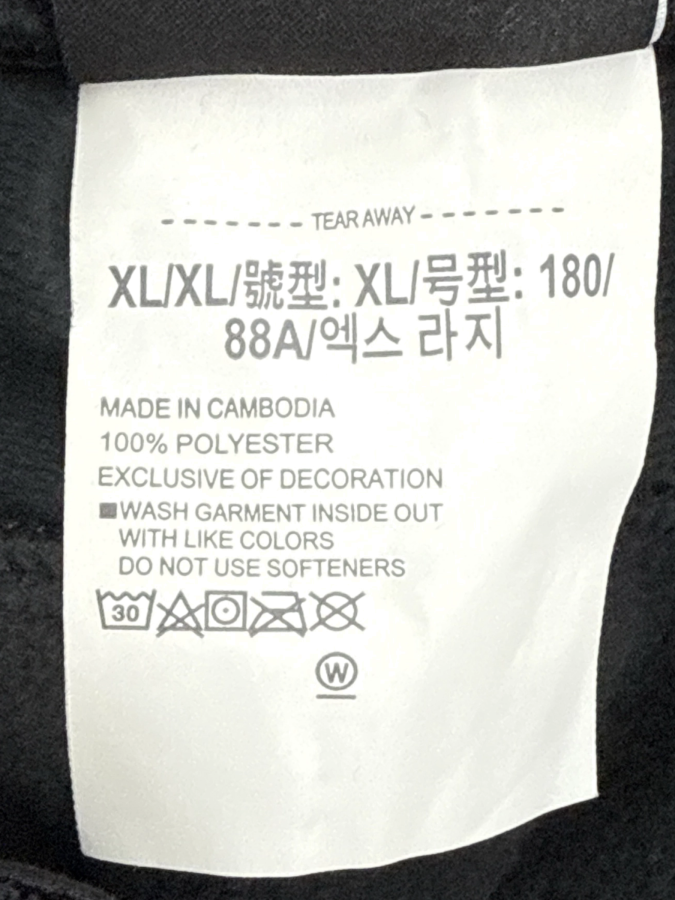 TEAR AWAY
XL/XL/號型: XL/号型: 180/
88A/엑스 라지
MADE IN CAMBODIA
100% POLYESTER
EXCLUSIVE OF DECORATION
■WASH GARMENT INSIDE OUT
WITH LIKE COLORS
DO NOT USE SOFTENERS
30
W